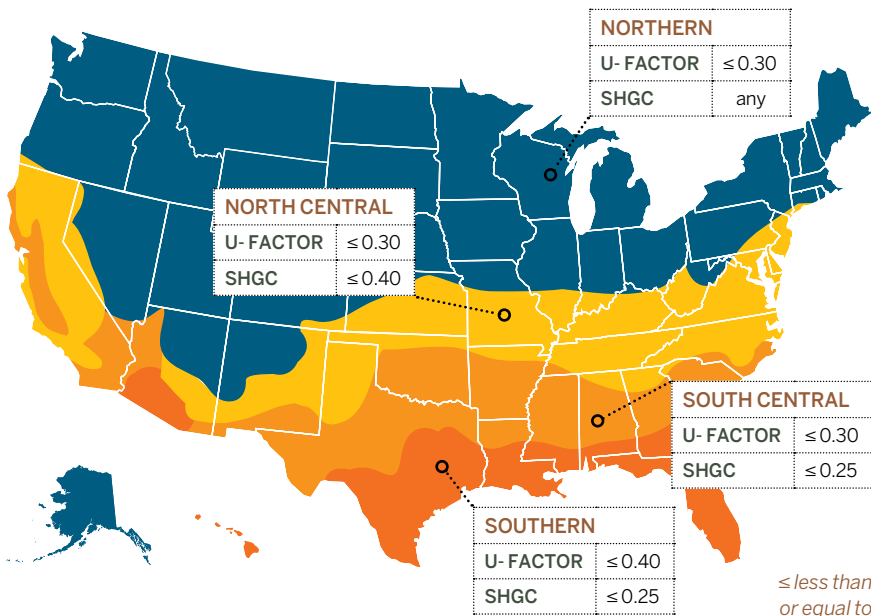 NORTHERN
U- FACTOR ≤ 0.30
SHGC any
NORTH CENTRAL
U- FACTOR ≤ 0.30
SHGC ≤ 0.40
SOUTH CENTRAL
U- FACTOR ≤ 0.30
SHGC ≤ 0.25
SOUTHERN
U- FACTOR ≤ 0.40
SHGC ≤ 0.25
≤ less than
or equal to